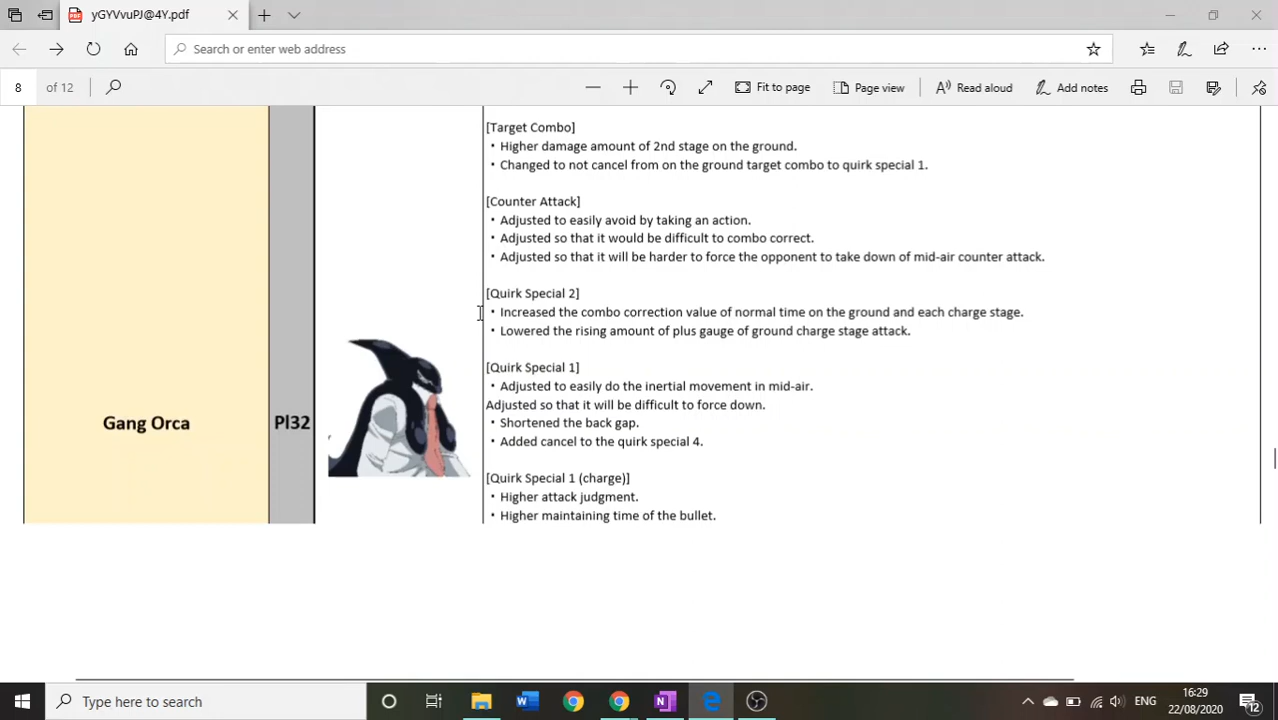 yGYVvuPJ@4Y.pdf
Search or enter web address
8 of 12
Fit to page
Page view
Read aloud
Add notes
[Target Combo]
・Higher damage amount of 2nd stage on the ground.
・Changed to not cancel from on the ground target combo to quirk special 1.
[Counter Attack]
・Adjusted to easily avoid by taking an action.
・Adjusted so that it would be difficult to combo correct.
・Adjusted so that it will be harder to force the opponent to take down of mid-air counter attack.
[Quirk Special 2]
・Increased the combo correction value of normal time on the ground and each charge stage.
・Lowered the rising amount of plus gauge of ground charge stage attack.
[Quirk Special 1]
・Adjusted to easily do the inertial movement in mid-air.
Adjusted so that it will be difficult to force down.
・Shortened the back gap.
・Added cancel to the quirk special 4.
Gang Orca
Pl32
[Quirk Special 1 (charge)]
・Higher attack judgment.
・Higher maintaining time of the bullet.
Type here to search
ENG
16:29
22/08/2020
12